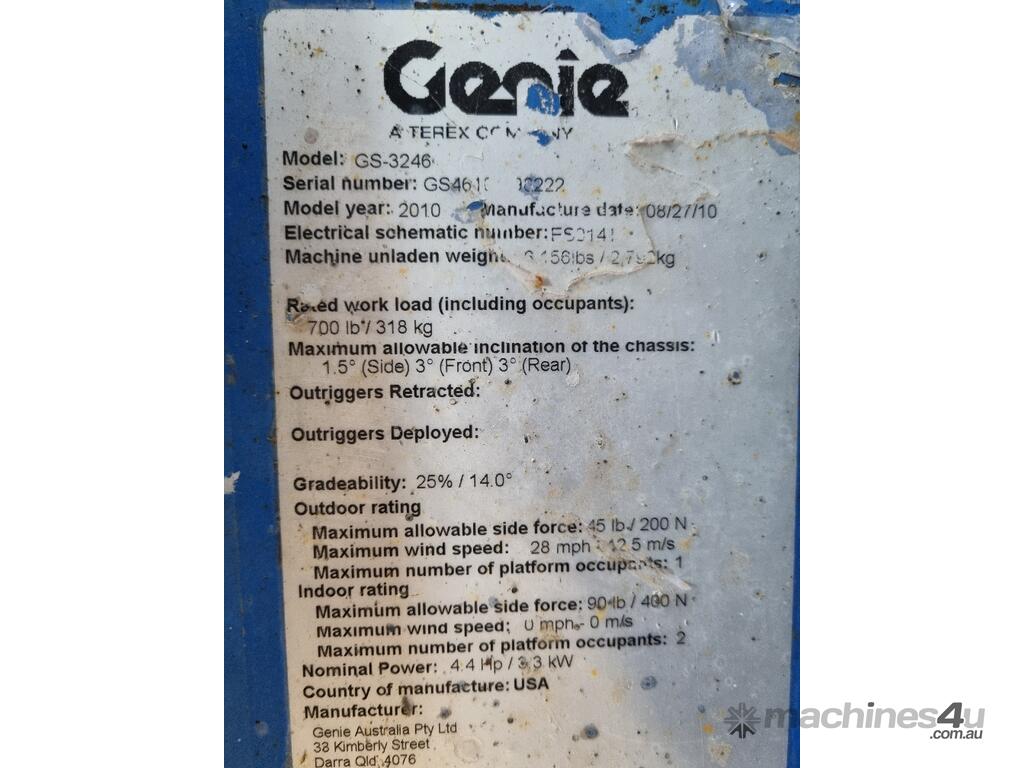 Genie
A TEREX COMPANY
Model: GS-3246
Serial number:
Model year: 2010 Manufacture date: 08/27/10
Electrical schematic number:
Machine unladen weight:
Rated work load (including occupants):
700 lb / 318 kg
Maximum allowable inclination of the chassis:
1.5° (Side) 3° (Front) 3° (Rear)
Outriggers Retracted:
Outriggers Deployed:
Gradeability: 25% / 14.0°
Outdoor rating
Maximum allowable side force: 45 lb / 200 N
Maximum wind speed: 28 mph 12.5 m/s
Maximum number of platform occupants: 1
Indoor rating
Maximum allowable side force: 90 lb / 400 N
Maximum wind speed: 0 mph - 0 m/s
Maximum number of platform occupants: 2
Nominal Power: 4.4 Hp / 3.3 kW
Country of manufacture: USA
Manufacturer:
Genie Australia Pty Ltd
38 Kimberly Street
Darra Qld 4076
machines4u
.com.au